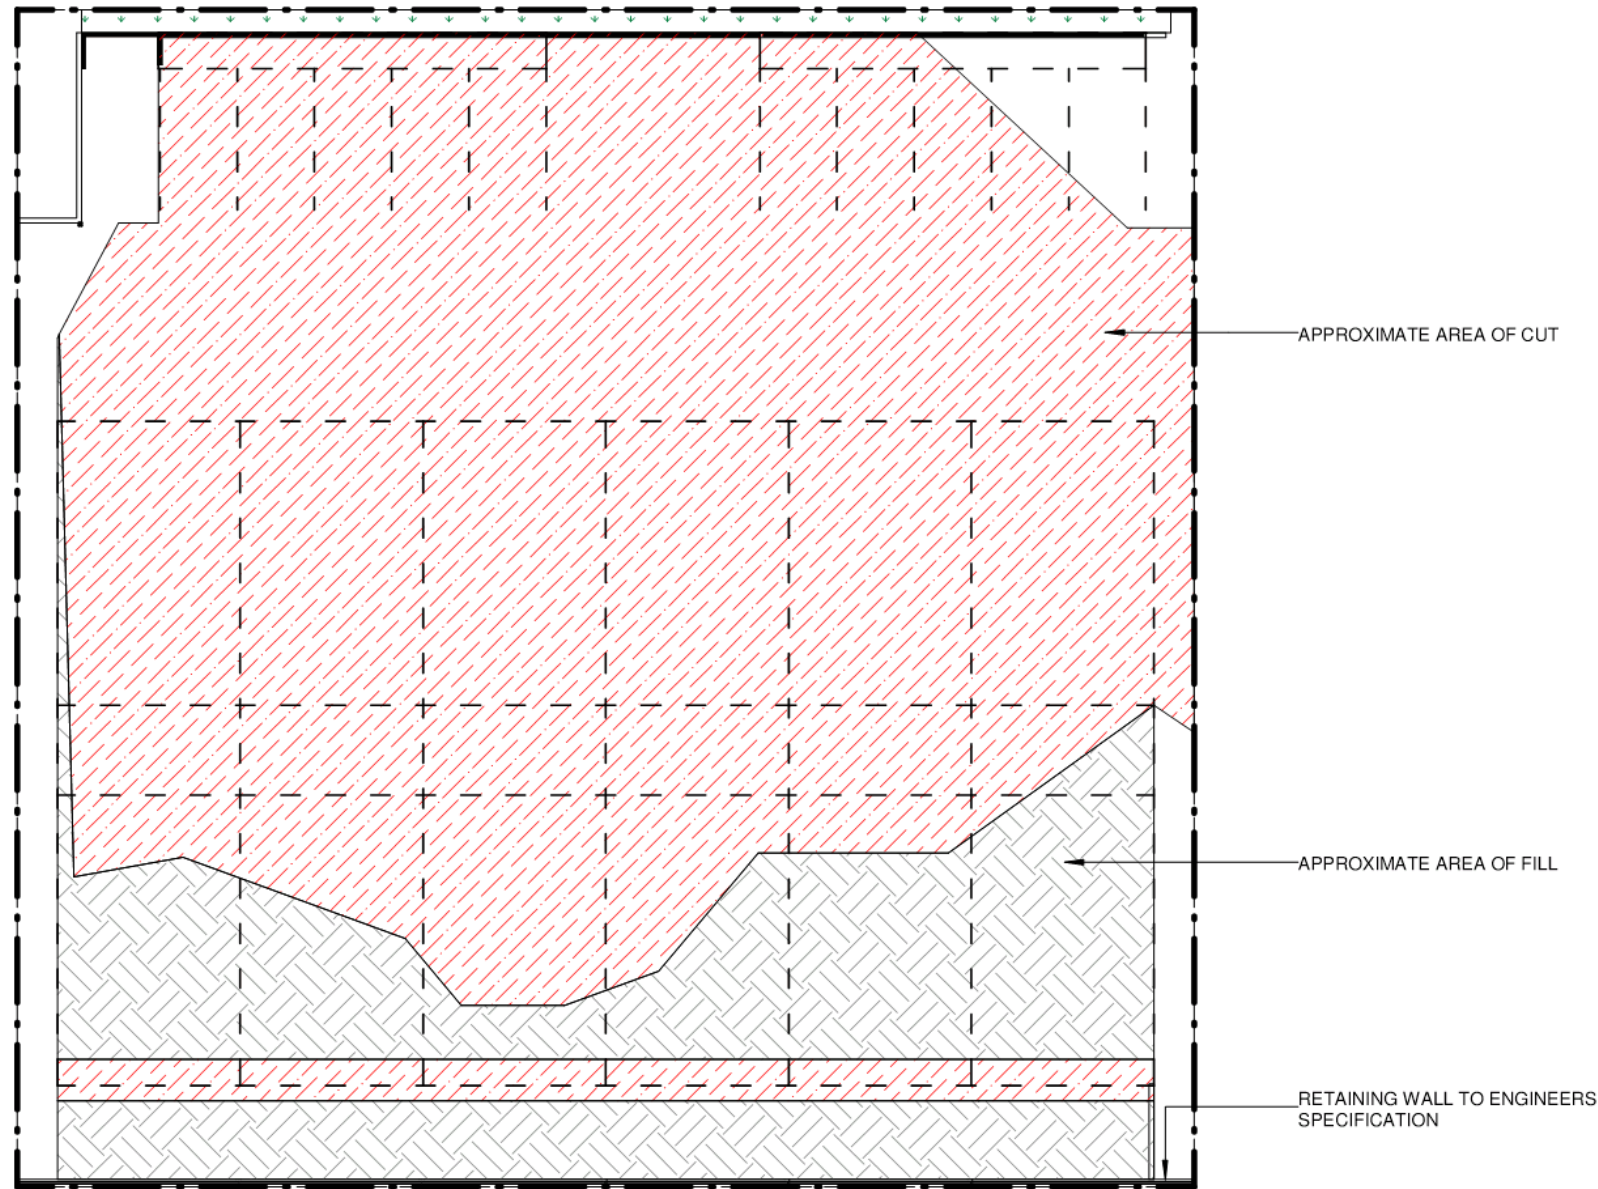 APPROXIMATE AREA OF CUT
APPROXIMATE AREA OF FILL
RETAINING WALL TO ENGINEERS
SPECIFICATION